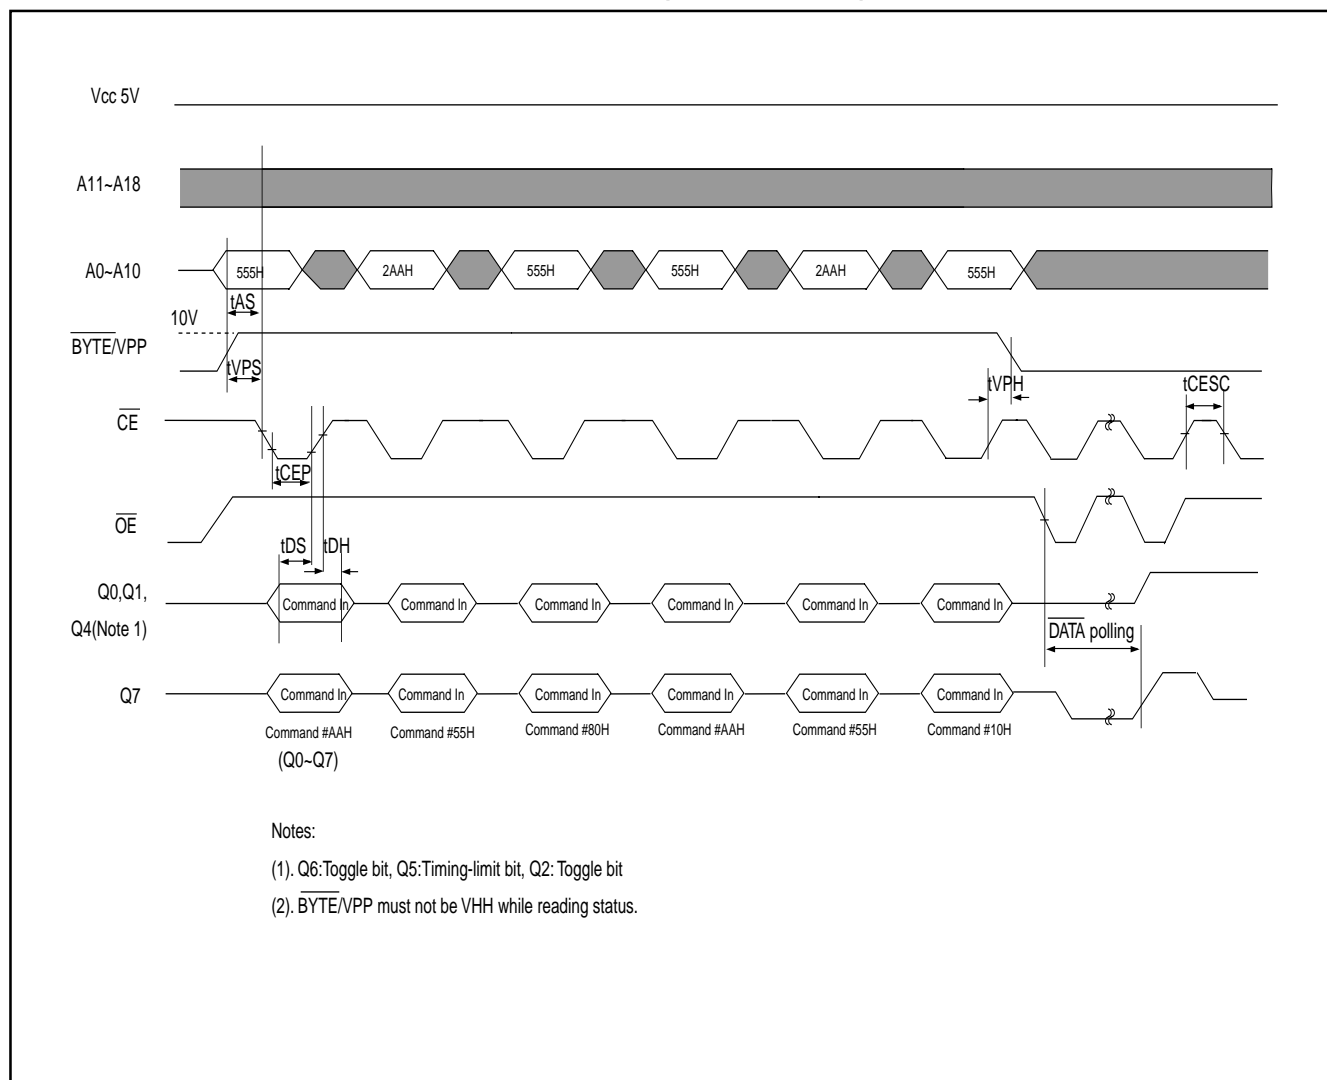 Vcc 5V
A11~A18
A0~A10
555H
2AAH
555H
555H
2AAH
555H
tAS
10V
BYTE/VPP
tVPS
tVPH
tCESC
CE
tCEP
OE
tDS
tDH
Q0,Q1,
Q4(Note 1)
Command In
Command In
Command In
Command In
Command In
Command In
DATA polling
Q7
Command In
Command In
Command In
Command In
Command In
Command In
Command #AAH
Command #55H
Command #80H
Command #AAH
Command #55H
Command #10H
(Q0~Q7)
Notes:
(1). Q6:Toggle bit, Q5:Timing-limit bit, Q2: Toggle bit
(2). BYTE/VPP must not be VHH while reading status.